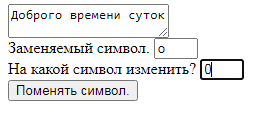 Доброго времени суток
Заменяемый символ. о
На какой символ изменить? 0
Поменять символ.